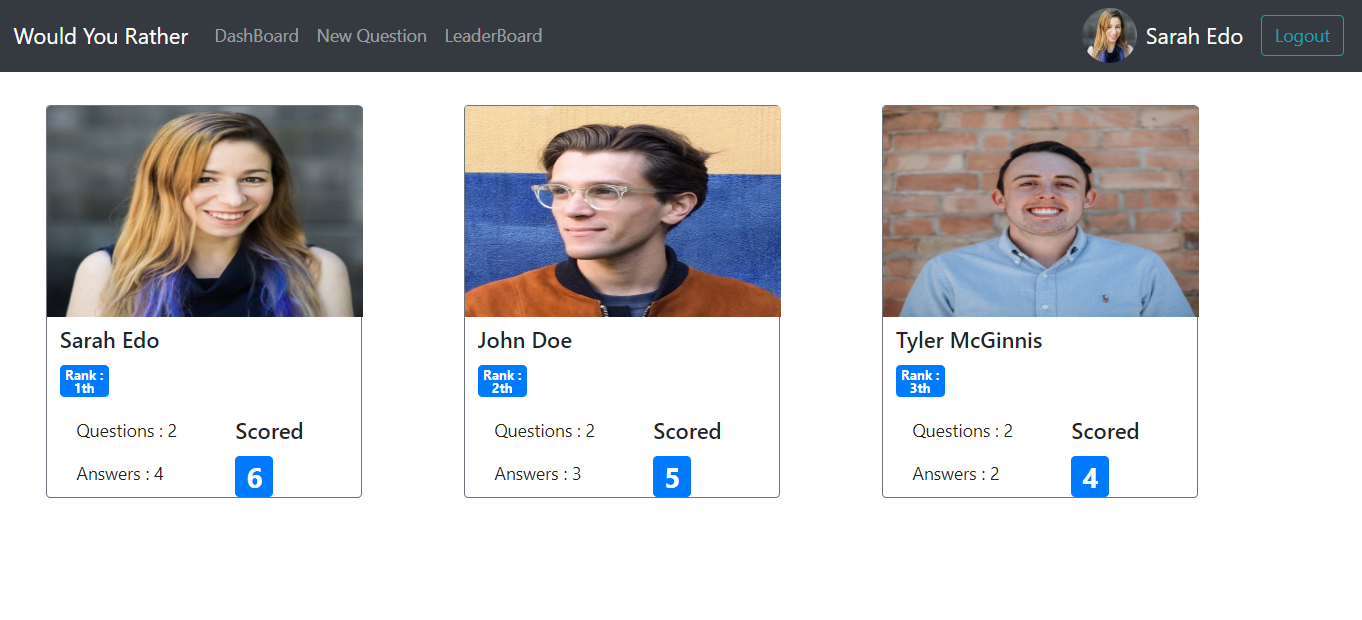 Would You Rather DashBoard New Question LeaderBoard Sarah Edo Logout
Sarah Edo
Rank :
1th
Questions : 2
Answers : 4
Scored
6
John Doe
Rank :
2th
Questions : 2
Answers : 3
Scored
5
Tyler McGinnis
Rank :
3th
Questions : 2
Answers : 2
Scored
4